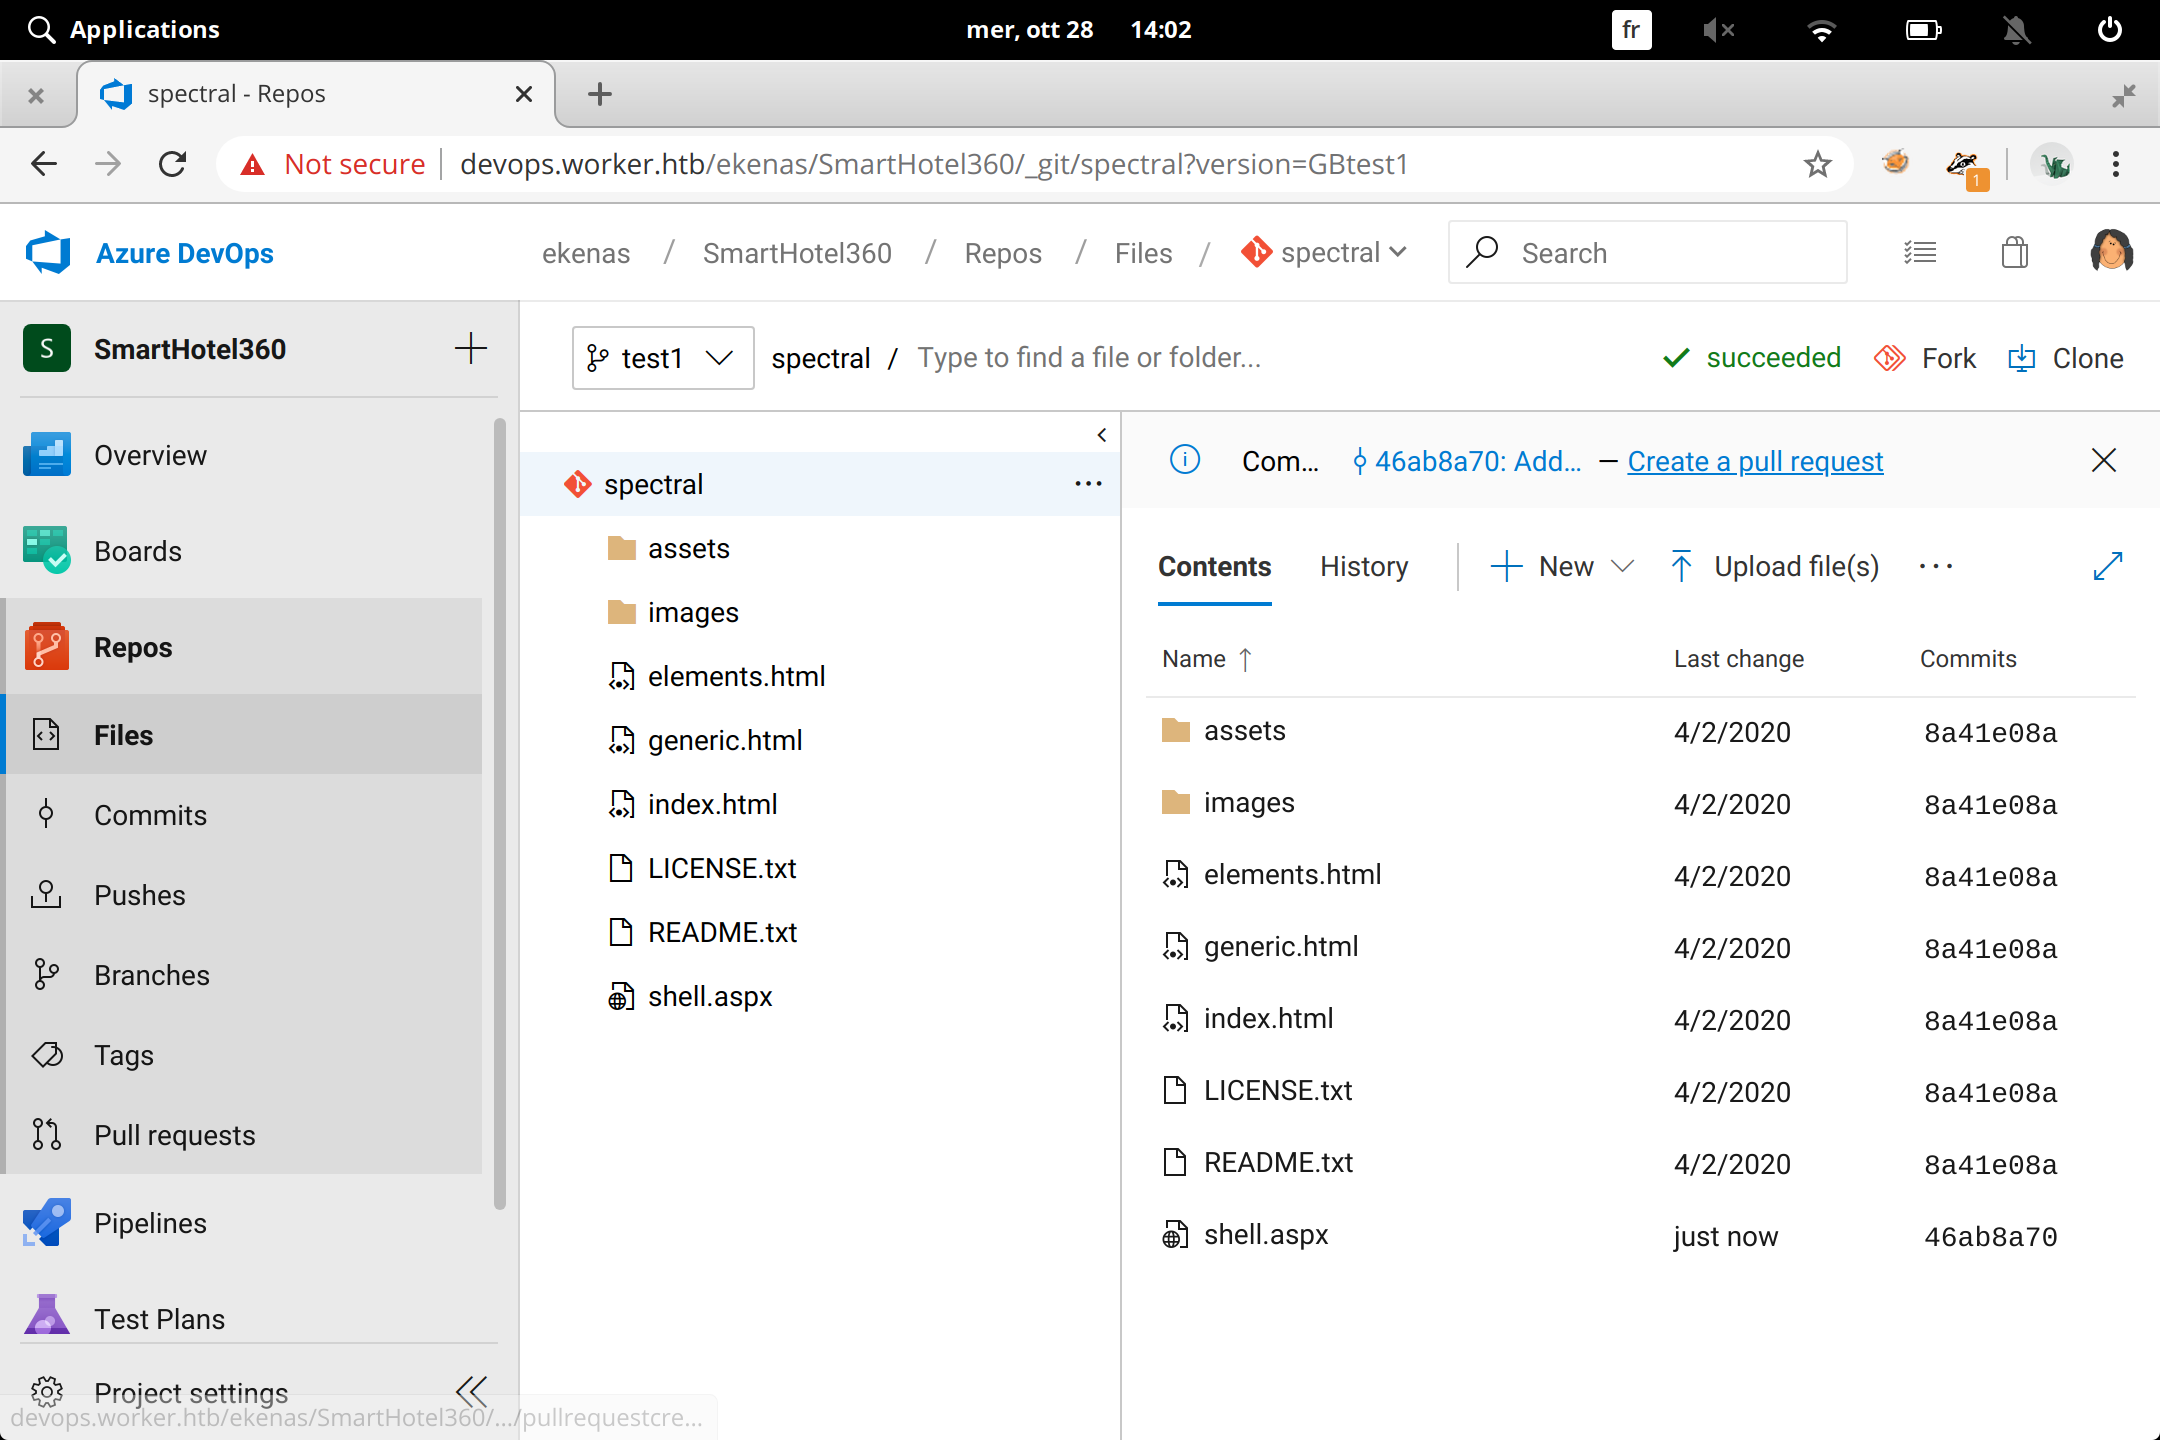 Applications mer, ott 28 14:02 fr
spectral - Repos
Not secure devops.worker.htb/ekenas/SmartHotel360/_git/spectral?version=GBtest1 1
Azure DevOps ekenas / SmartHotel360 / Repos / Files / spectral Search
S SmartHotel360
Overview
Boards
Repos
Files
Commits
Pushes
Branches
Tags
Pull requests
Pipelines
Test Plans
Project settings
devops.worker.htb/ekenas/SmartHotel360/.../pullrequestcre...
test1 spectral / Type to find a file or folder... succeeded Fork Clone
spectral
assets
images
elements.html
generic.html
index.html
LICENSE.txt
README.txt
shell.aspx
Com... 46ab8a70: Add... – Create a pull request
Contents History New Upload file(s)
Name Last change Commits
assets 4/2/2020 8a41e08a
images 4/2/2020 8a41e08a
elements.html 4/2/2020 8a41e08a
generic.html 4/2/2020 8a41e08a
index.html 4/2/2020 8a41e08a
LICENSE.txt 4/2/2020 8a41e08a
README.txt 4/2/2020 8a41e08a
shell.aspx just now 46ab8a70